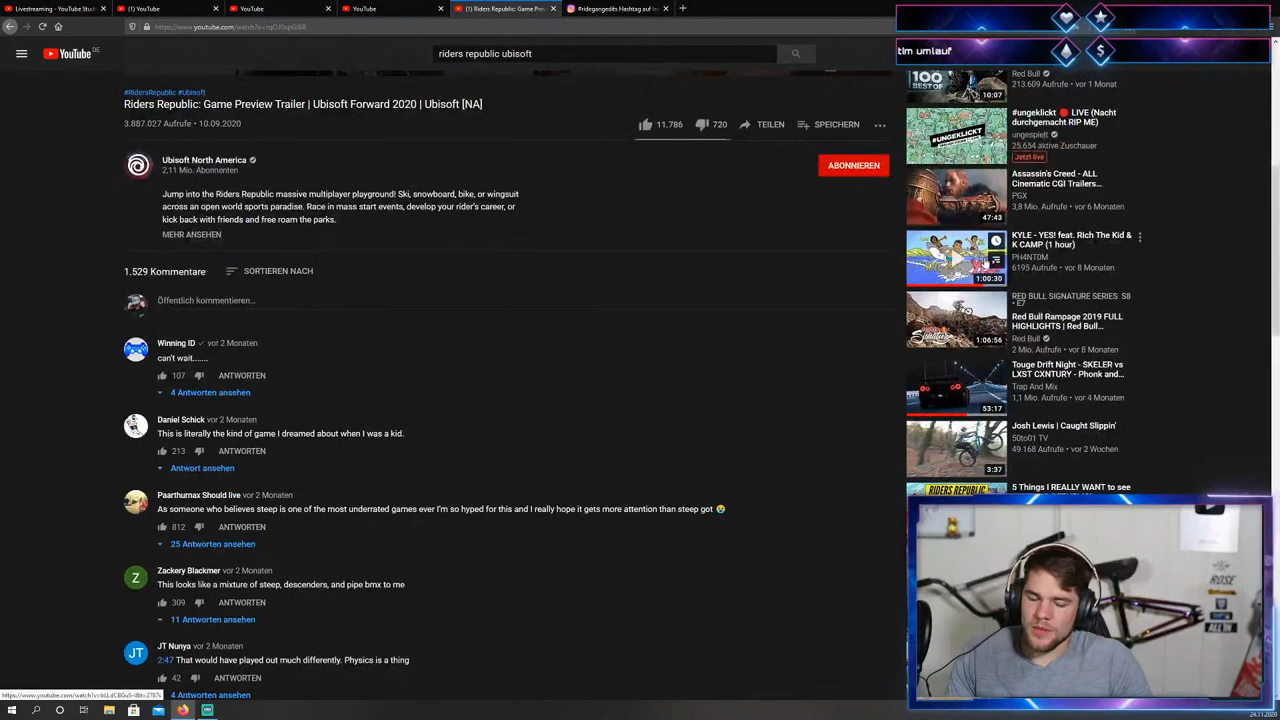 Livestreaming - YouTube Stud
(1) YouTube
YouTube
YouTube
(1) Riders Republic: Game Prev
#ridegangedits Hashtag auf In
YouTube DE
riders republic ubisoft
tim umlauf
#RidersRepublic #Ubisoft
Riders Republic: Game Preview Trailer | Ubisoft Forward 2020 | Ubisoft [NA]
3.887.027 Aufrufe • 10.09.2020
11.786
720
TEILEN
SPEICHERN
Ubisoft North America
2,11 Mio. Abonnenten
ABONNIEREN
Jump into the Riders Republic massive multiplayer playground! Ski, snowboard, bike, or wingsuit
across an open world sports paradise. Race in mass start events, develop your rider's career, or
kick back with friends and free roam the parks.
MEHR ANSEHEN
1.529 Kommentare
SORTIEREN NACH
Öffentlich kommentieren...
Winning ID vor 2 Monaten
can't wait.......
107 ANTWORTEN
4 Antworten ansehen
Daniel Schick vor 2 Monaten
This is literally the kind of game I dreamed about when I was a kid.
213 ANTWORTEN
Antwort ansehen
Paarthurnax Should live vor 2 Monaten
As someone who believes steep is one of the most underrated games ever I'm so hyped for this and I really hope it gets more attention than steep got 😭
812 ANTWORTEN
25 Antworten ansehen
Z
Zackery Blackmer vor 2 Monaten
This looks like a mixture of steep, descenders, and pipe bmx to me
309 ANTWORTEN
11 Antworten ansehen
JT
JT Nunya vor 2 Monaten
2:47 That would have played out much differently. Physics is a thing
42 ANTWORTEN
4 Antworten ansehen
100
BEST OF
10:07
Red Bull
213.609 Aufrufe • vor 1 Monat
#UNGEKLICKT
#ungeklickt 🔴 LIVE (Nacht
durchgemacht RIP ME)
ungespielt
25.654 aktive Zuschauer
Jetzt live
47:43
Assassin's Creed - ALL
Cinematic CGI Trailers...
PGX
3,8 Mio. Aufrufe • vor 6 Monaten
1:00:30
KYLE - YES! feat. Rich The Kid &
K CAMP (1 hour)
PH4NT0M
6195 Aufrufe • vor 8 Monaten
1:06:56
RED BULL SIGNATURE SERIES S8
• E7
Red Bull Rampage 2019 FULL
HIGHLIGHTS | Red Bull...
Red Bull
2 Mio. Aufrufe • vor 8 Monaten
53:17
Touge Drift Night - SKELER vs
LXST CXNTURY - Phonk and...
Trap And Mix
1,1 Mio. Aufrufe • vor 4 Monaten
3:37
Josh Lewis | Caught Slippin'
50to01 TV
49.168 Aufrufe • vor 2 Wochen
RIDERS REPUBLIC
5 Things I REALLY WANT to see
ROSE
24.11.2020